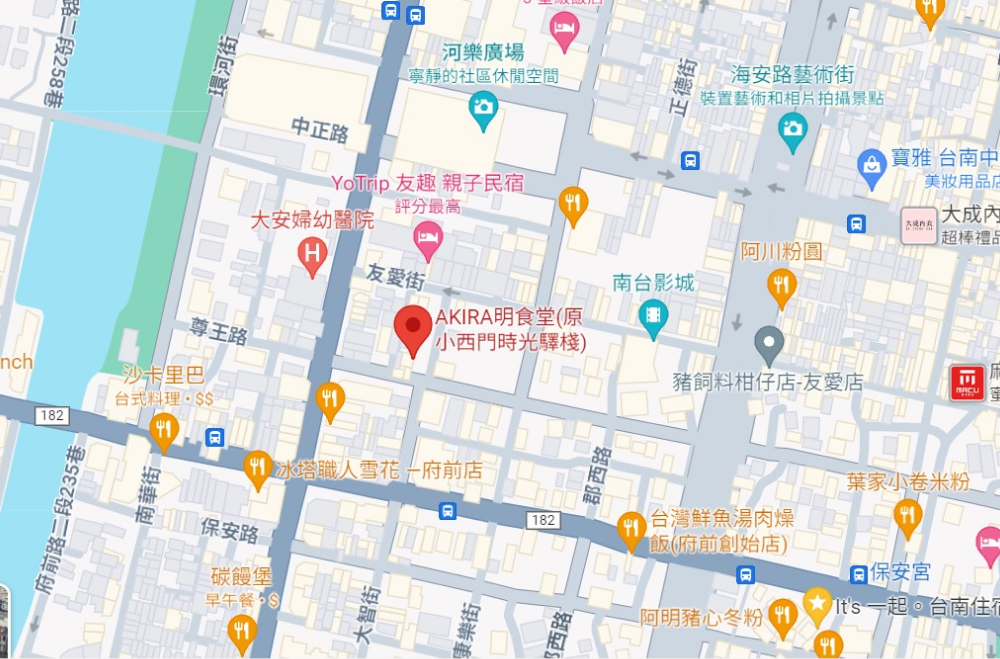 河樂廣場
寧靜的社區休閒空間
環河街
正德街
海安路藝術街
裝置藝術和相片拍攝景點
中正路
寶雅 台南中
美妝用品店
YoTrip 友趣 親子民宿
評分最高
大安婦幼醫院
H
大成內
超棒禮品
阿川粉圓
友愛街
南台影城
AKIRA明食堂(原
小西門時光驛棧)
尊王路
nch
沙卡里巴
台式料理・$$
豬飼料柑仔店-友愛店
MACU
182
冰塔職人雪花 –府前店
郡西路
葉家小卷米粉
南華街
府前路二段235巷
保安路
182
台灣鮮魚湯肉燥
飯(府前創始店)
碳饅堡
早午餐・$
保安宮
大智街
康樂街
阿明豬心冬粉
It's 一起。台南住宿